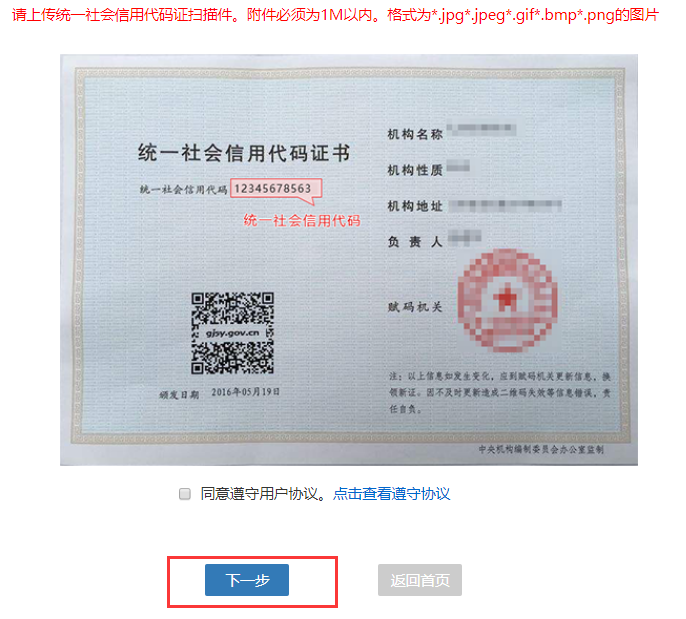 请上传统一社会信用代码证扫描件。附件必须为1M以内。格式为*.jpg*.jpeg*.gif*.bmp*.png的图片
统一社会信用代码证书
统一社会信用代码 12345678563
统一社会信用代码
gjsy.gov.cn
颁发日期 2016年05月19日
机构名称
机构性质
机构地址
负责人
赋码机关
注：以上信息如发生变化，应到赋码机关更新信息，换
领新证。因不及时更新造成二维码失效等信息错误，责
任自负。
中央机构编制委员会办公室监制
同意遵守用户协议。点击查看遵守协议
下一步
返回首页